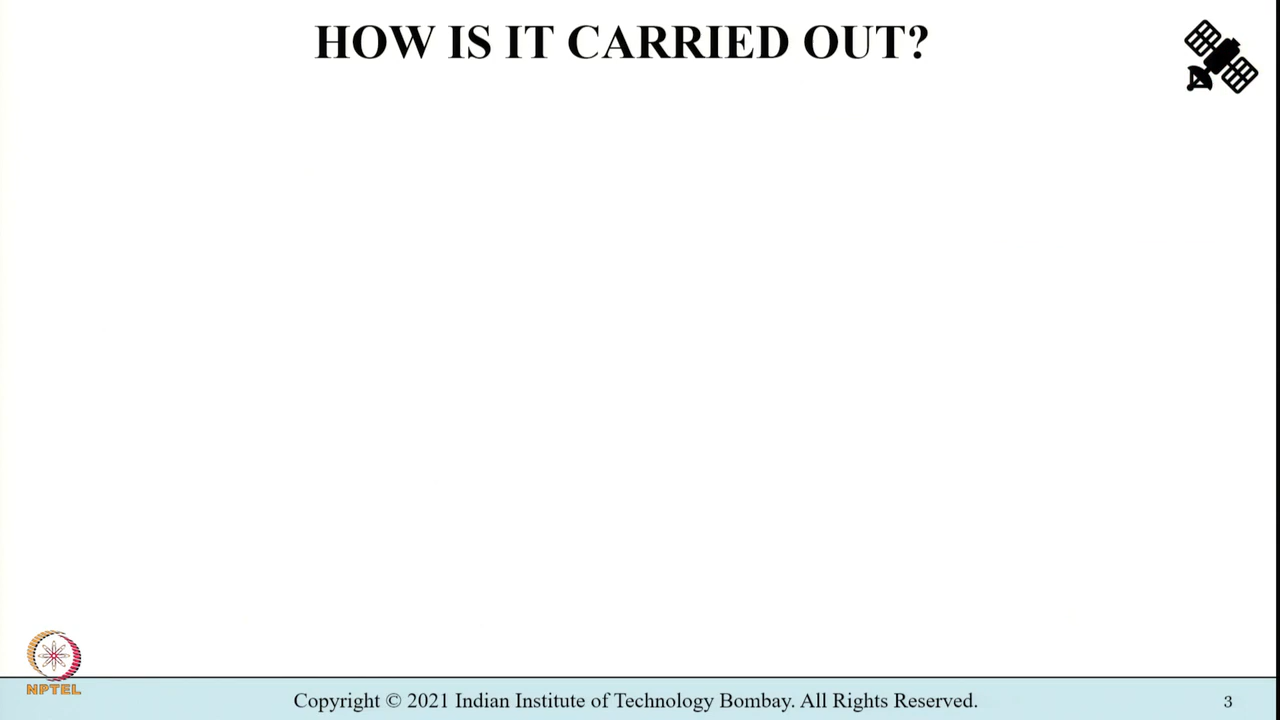 HOW IS IT CARRIED OUT?
NPTEL
Copyright © 2021 Indian Institute of Technology Bombay. All Rights Reserved.
3